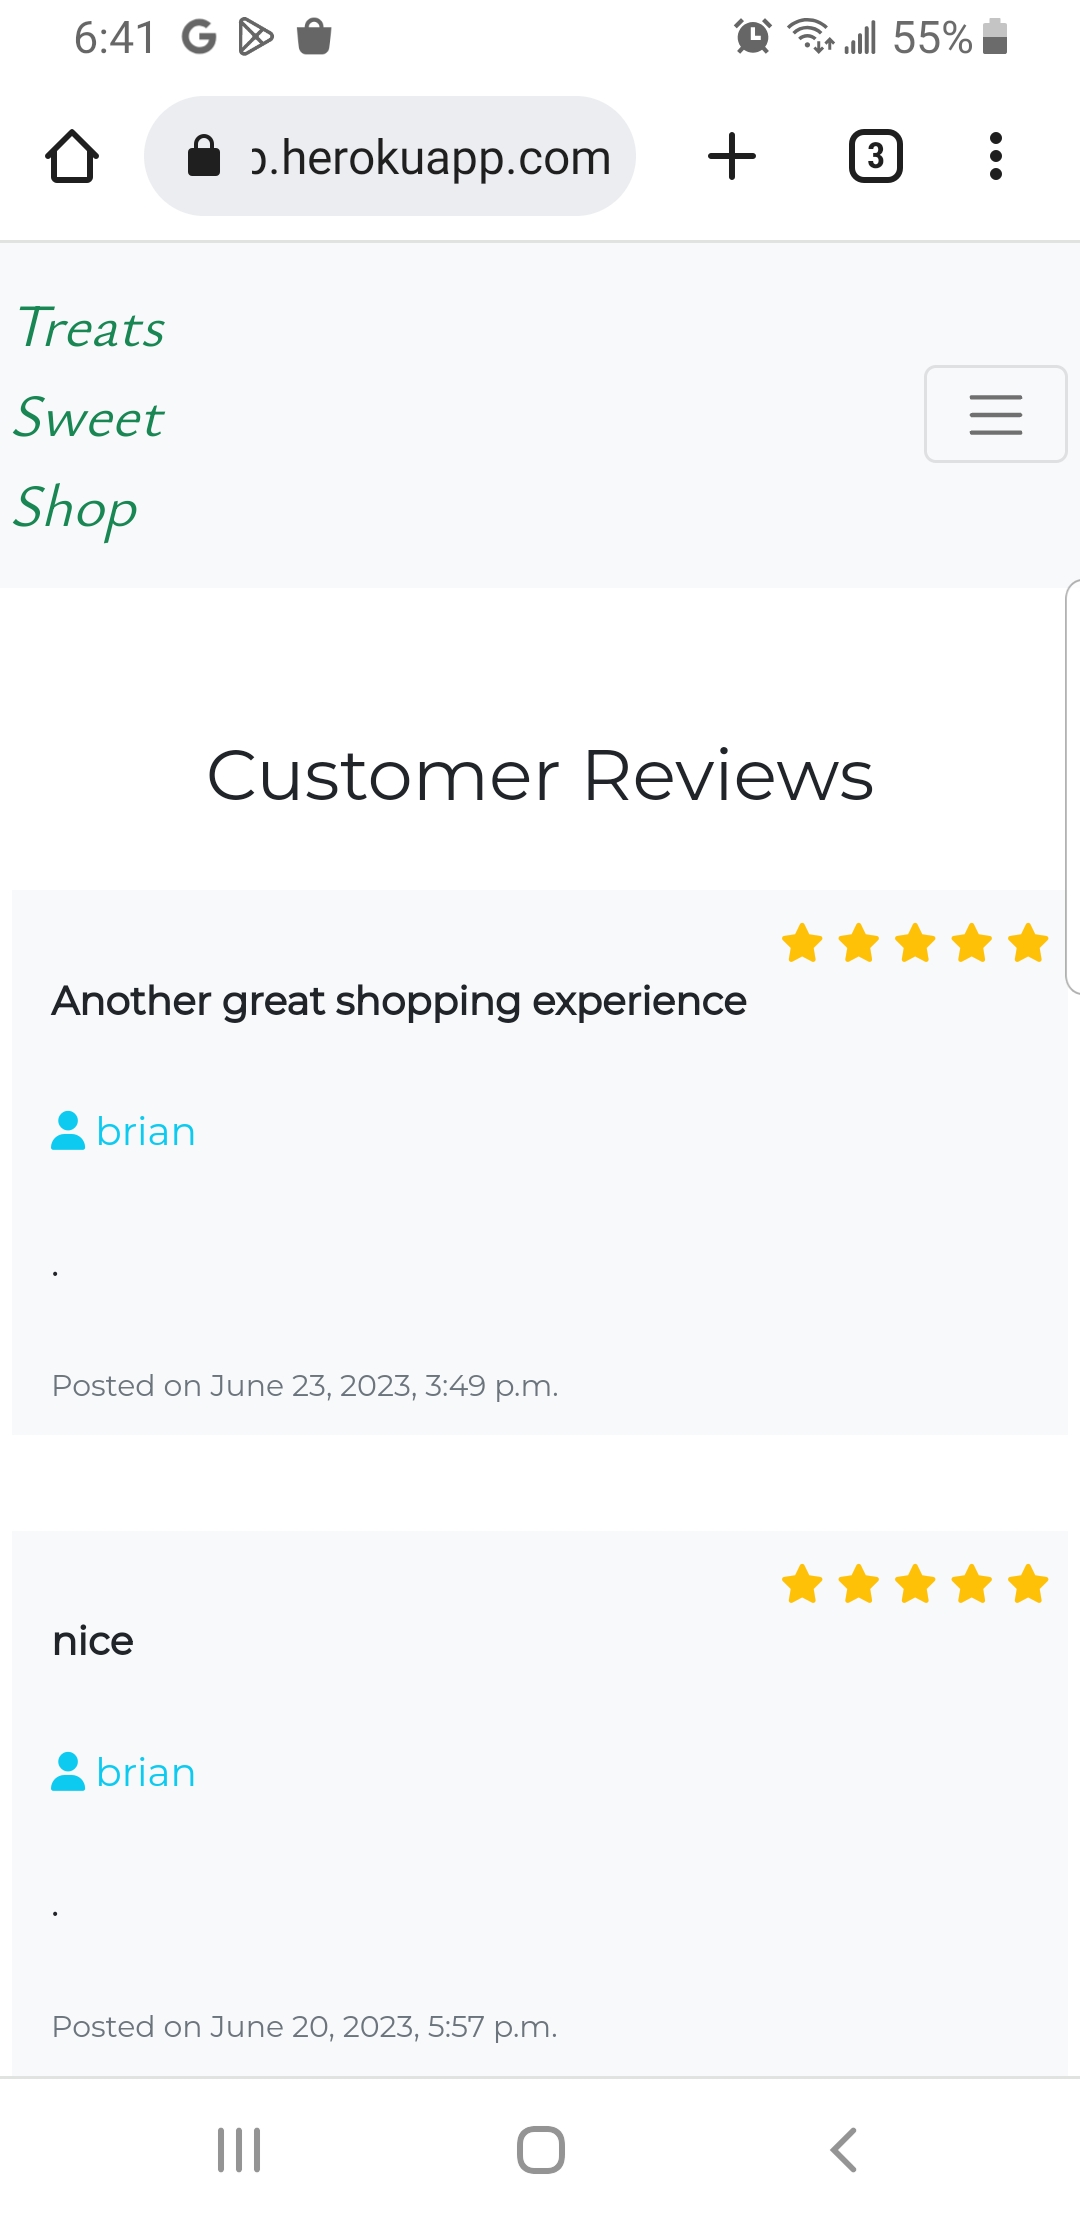 6:41
55%
.herokuapp.com
3
Treats
Sweet
Shop
Customer Reviews
Another great shopping experience
brian
.
Posted on June 23, 2023, 3:49 p.m.
nice
brian
.
Posted on June 20, 2023, 5:57 p.m.